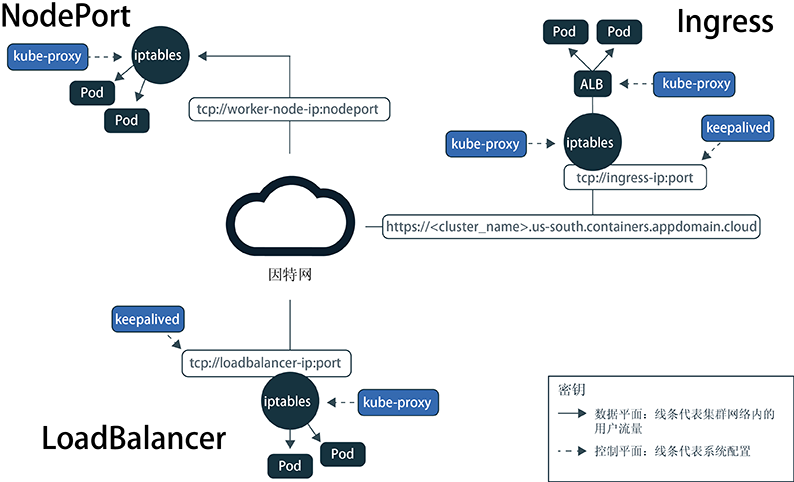 NodePort
Ingress
Pod
Pod
kube-proxy
iptables
ALB
kube-proxy
Pod
Pod
tcp://worker-node-ip:nodeport
keepalived
kube-proxy
iptables
tcp://ingress-ip:port
https://<cluster_name>.us-south.containers.appdomain.cloud
因特网
keepalived
tcp://loadbalancer-ip:port
iptables
kube-proxy
LoadBalancer
Pod
Pod
密钥
数据平面：线条代表集群网络内的
用户流量
控制平面：线条代表系统配置